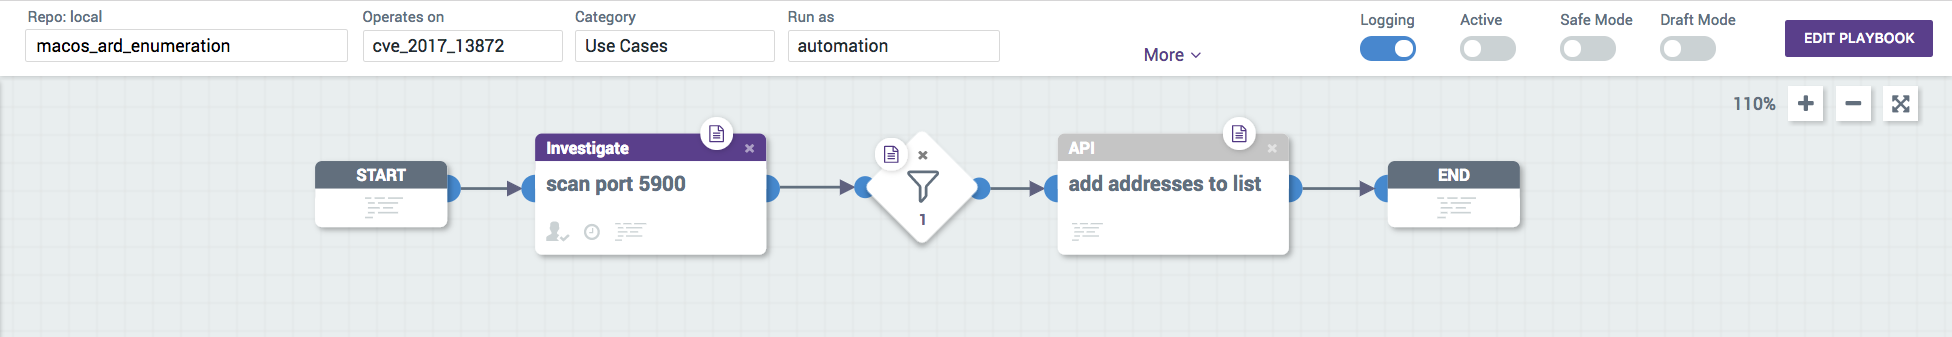 Repo: local
Operates on
Category
Run as
Logging
Active
Safe Mode
Draft Mode
macos_ard_enumeration
cve_2017_13872
Use Cases
automation
More
EDIT PLAYBOOK
110%
START
Investigate
scan port 5900
1
API
add addresses to list
END